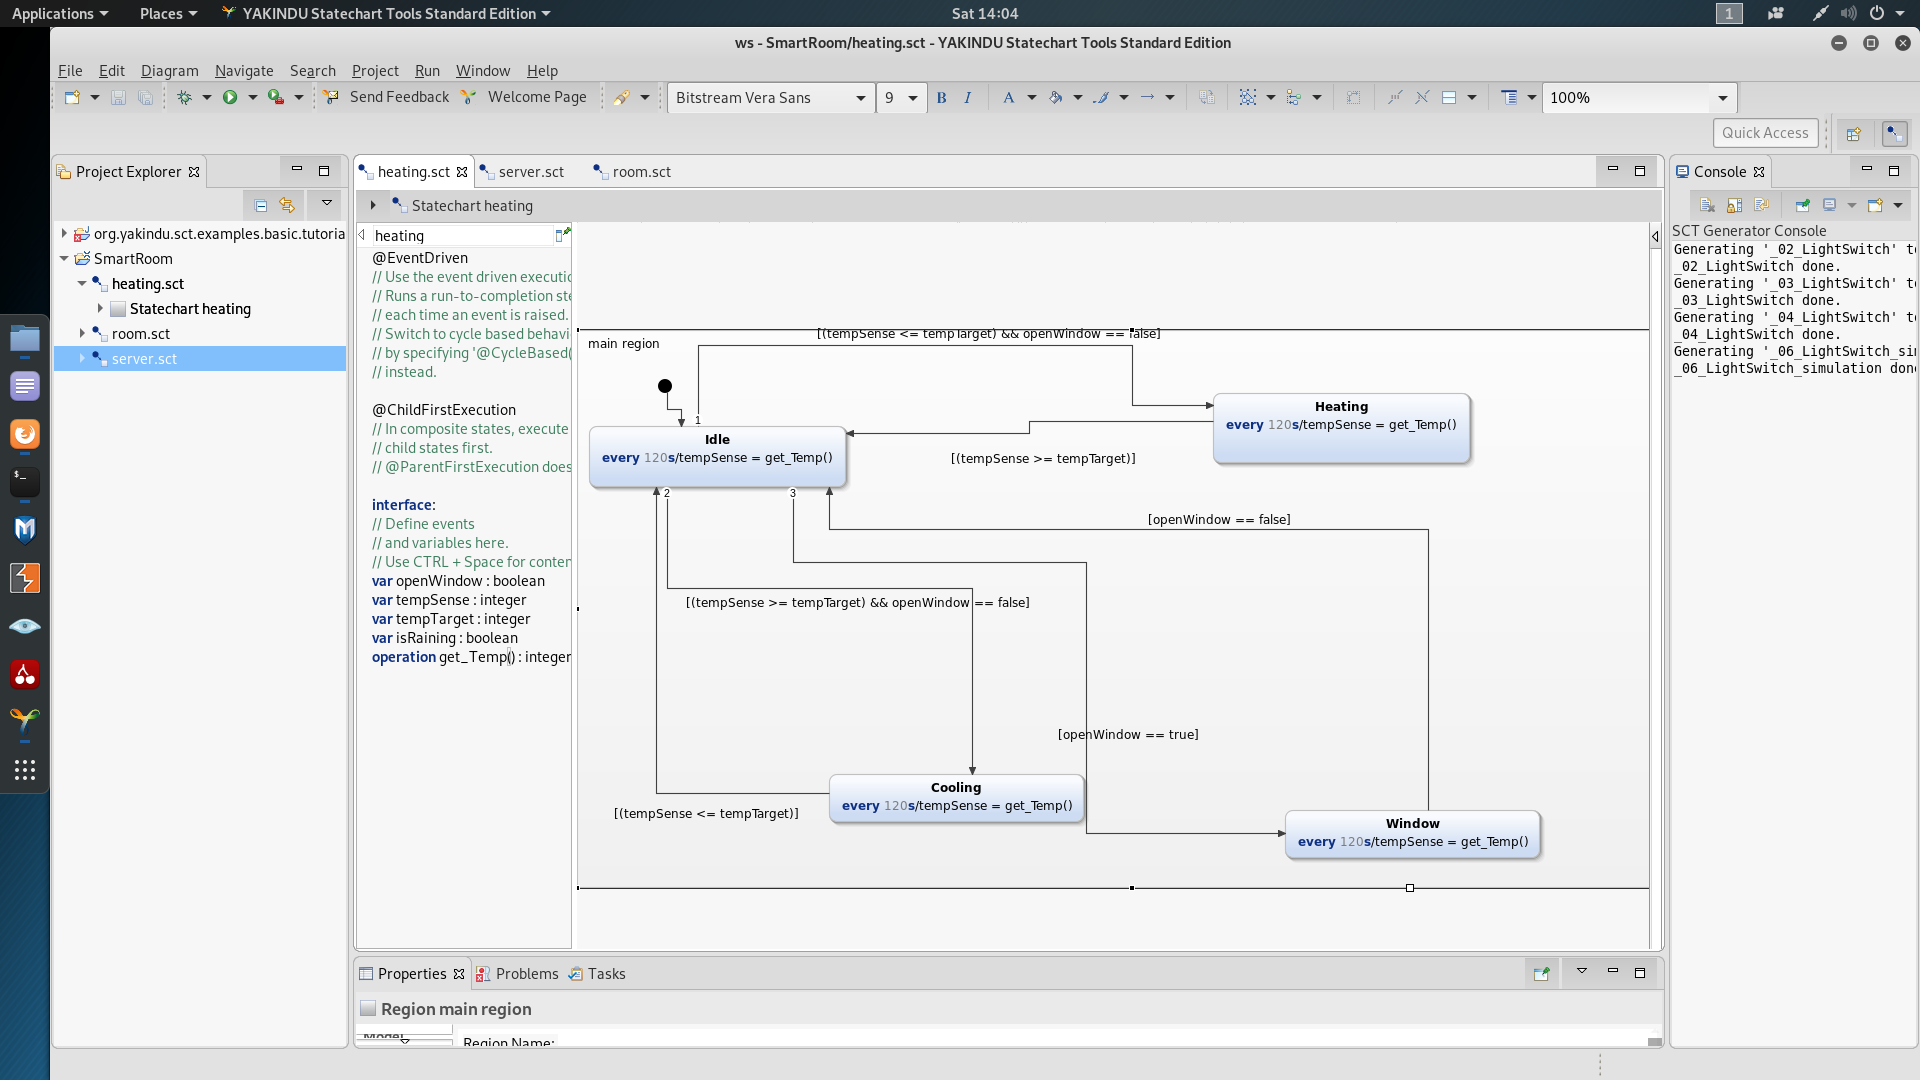 Applications
Places
YAKINDU Statechart Tools Standard Edition
Sat 14:04
1
ws - SmartRoom/heating.sct - YAKINDU Statechart Tools Standard Edition
File Edit Diagram Navigate Search Project Run Window Help
Send Feedback
Welcome Page
Bitstream Vera Sans
9
B I A
100%
Quick Access
Project Explorer
org.yakindu.sct.examples.basic.tutoria
SmartRoom
heating.sct
Statechart heating
room.sct
server.sct
heating.sct
server.sct
room.sct
Statechart heating
heating
@EventDriven
// Use the event driven executio
// Runs a run-to-completion ste
// each time an event is raised.
// Switch to cycle based behavi
// by specifying '@CycleBased(
// instead.
@ChildFirstExecution
// In composite states, execute
// child states first.
// @ParentFirstExecution does
interface:
// Define events
// and variables here.
// Use CTRL + Space for conten
var openWindow : boolean
var tempSense : integer
var tempTarget : integer
var isRaining : boolean
operation get_Temp() : integer
[(tempSense <= tempTarget) && openWindow == false]
main region
1
Idle
every 120s/tempSense = get_Temp()
Heating
every 120s/tempSense = get_Temp()
[(tempSense >= tempTarget)]
2
3
[openWindow == false]
[(tempSense >= tempTarget) && openWindow == false]
[openWindow == true]
Cooling
every 120s/tempSense = get_Temp()
[(tempSense <= tempTarget)]
Window
every 120s/tempSense = get_Temp()
Properties
Problems
Tasks
Region main region
Model
Region Name:
Console
SCT Generator Console
Generating '_02_LightSwitch' to
_02_LightSwitch done.
Generating '_03_LightSwitch' to
_03_LightSwitch done.
Generating '_04_LightSwitch' to
_04_LightSwitch done.
Generating '_06_LightSwitch_sim
_06_LightSwitch_simulation done